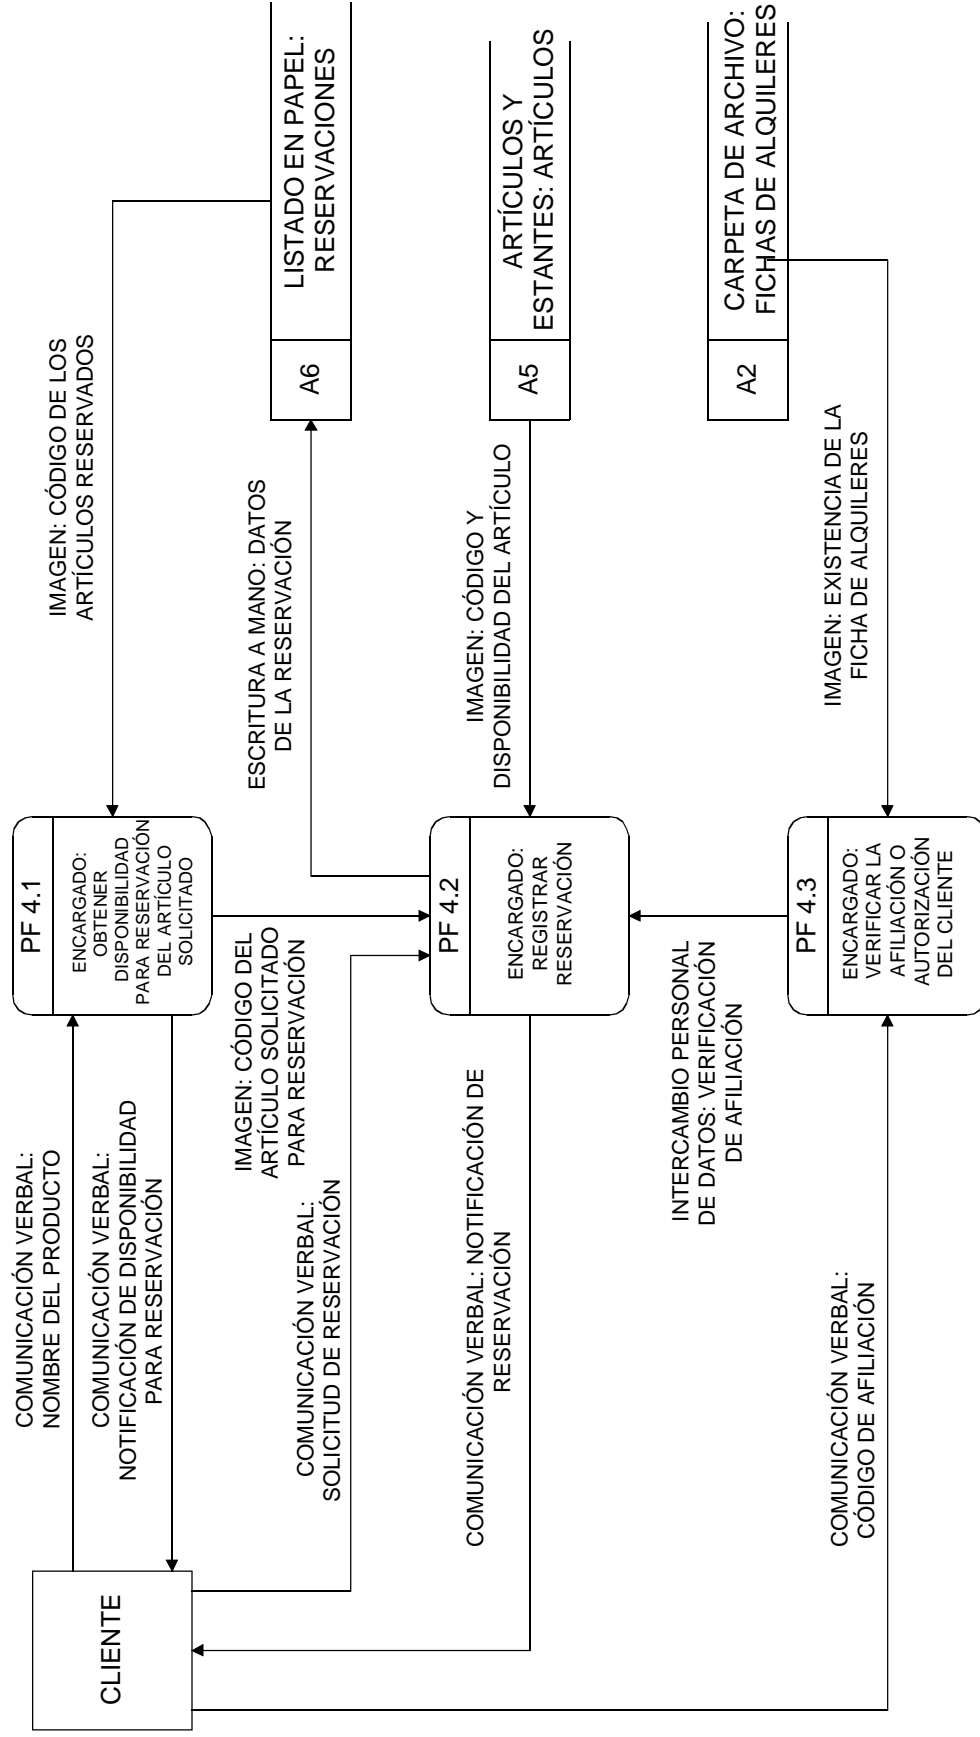 CLIENTE
COMUNICACIÓN VERBAL:
NOMBRE DEL PRODUCTO
COMUNICACIÓN VERBAL:
NOTIFICACIÓN DE DISPONIBILIDAD
PARA RESERVACIÓN
PF 4.1
ENCARGADO:
OBTENER
DISPONIBILIDAD
PARA RESERVACIÓN
DEL ARTÍCULO
SOLICITADO
IMAGEN: CÓDIGO DE LOS
ARTÍCULOS RESERVADOS
IMAGEN: CÓDIGO DEL
ARTÍCULO SOLICITADO
PARA RESERVACIÓN
COMUNICACIÓN VERBAL:
SOLICITUD DE RESERVACIÓN
ESCRITURA A MANO: DATOS
DE LA RESERVACIÓN
A6
LISTADO EN PAPEL:
RESERVACIONES
COMUNICACIÓN VERBAL: NOTIFICACIÓN DE
RESERVACIÓN
PF 4.2
ENCARGADO:
REGISTRAR
RESERVACIÓN
IMAGEN: CÓDIGO Y
DISPONIBILIDAD DEL ARTÍCULO
A5
ARTÍCULOS Y
ESTANTES: ARTÍCULOS
INTERCAMBIO PERSONAL
DE DATOS: VERIFICACIÓN
DE AFILIACIÓN
A2
CARPETA DE ARCHIVO:
FICHAS DE ALQUILERES
COMUNICACIÓN VERBAL:
CÓDIGO DE AFILIACIÓN
PF 4.3
ENCARGADO:
VERIFICAR LA
AFILIACIÓN O
AUTORIZACIÓN
DEL CLIENTE
IMAGEN: EXISTENCIA DE LA
FICHA DE ALQUILERES